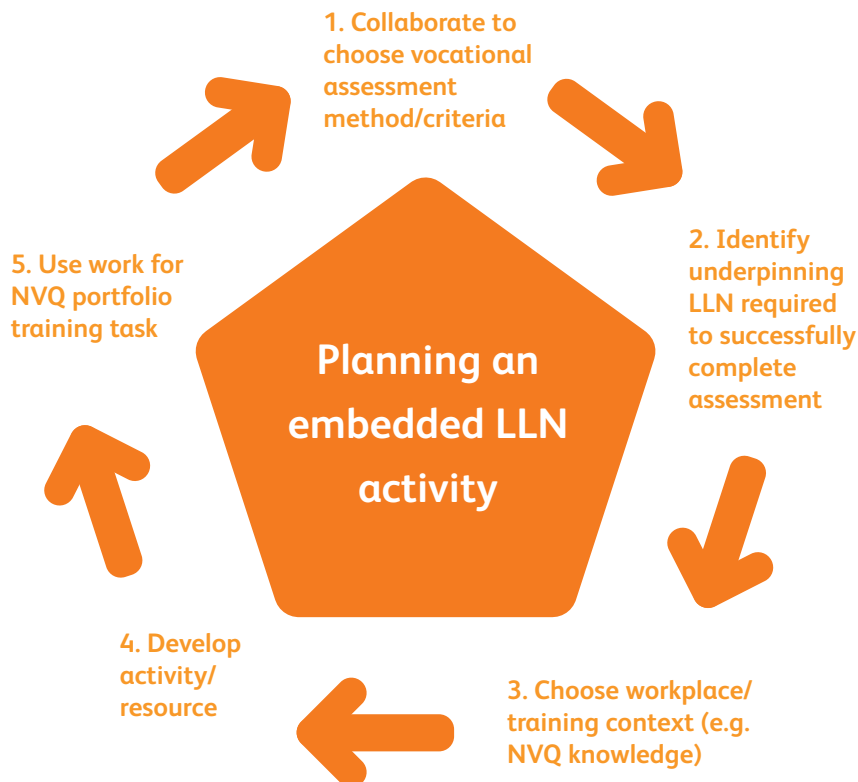 1. Collaborate to
choose vocational
assessment
method/criteria
2. Identify
underpinning
LLN required
to successfully
complete
assessment
3. Choose workplace/
training context (e.g.
NVQ knowledge)
4. Develop
activity/
resource
5. Use work for
NVQ portfolio
training task
Planning an
embedded LLN
activity